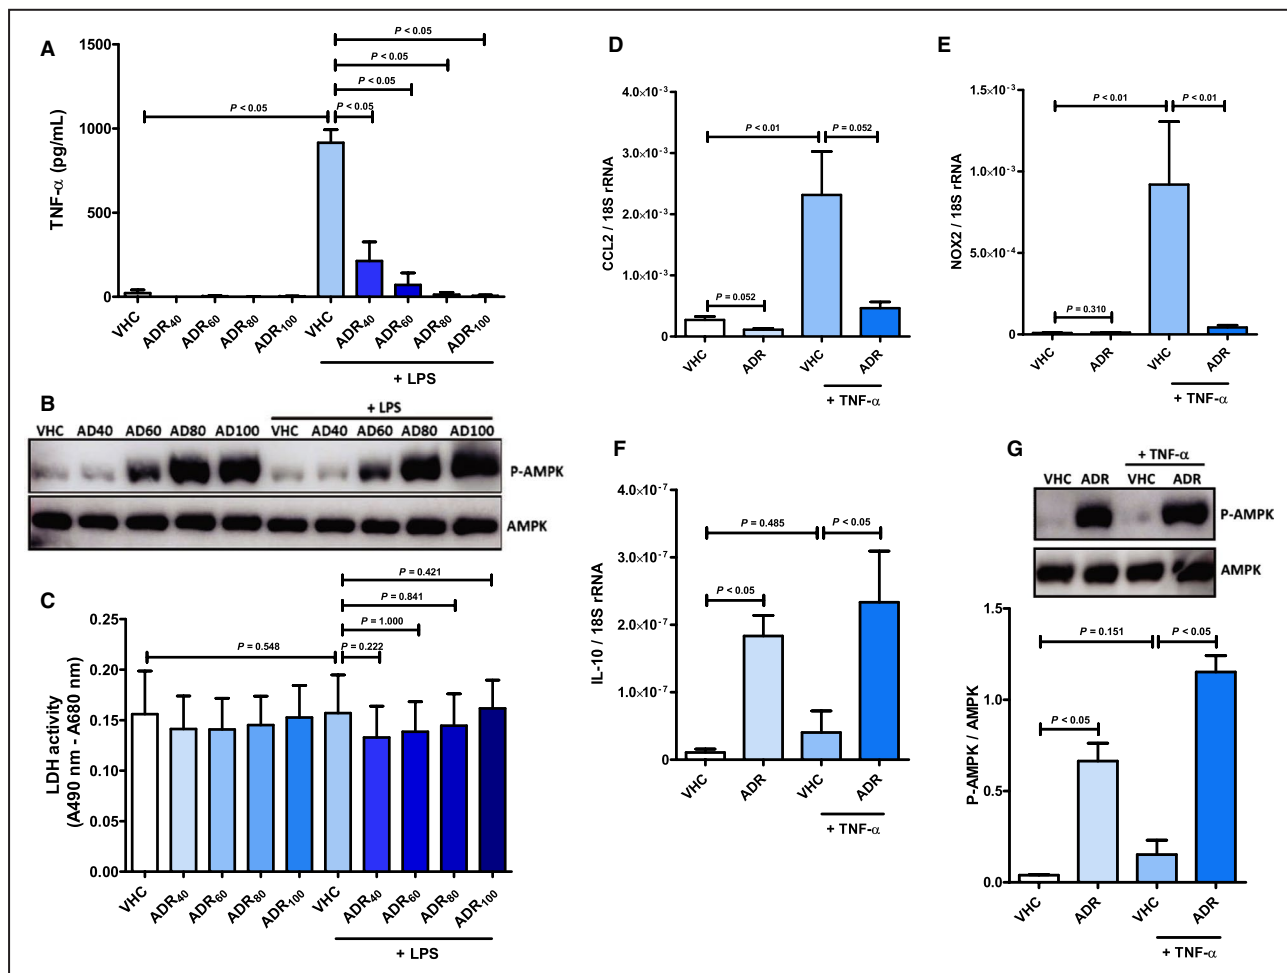 A
TNF-α (pg/mL)
1500
1000
500
0
P < 0.05
P < 0.05
P < 0.05
P < 0.05
P < 0.05
VHC
ADR40
ADR60
ADR80
ADR100
VHC
ADR40
ADR60
ADR80
ADR100
+ LPS
B
+ LPS
VHC AD40 AD60 AD80 AD100 VHC AD40 AD60 AD80 AD100
P-AMPK
AMPK
C
LDH activity
(A490 nm - A680 nm)
0.25
0.20
0.15
0.10
0.05
0.00
P = 0.421
P = 0.841
P = 1.000
P = 0.548
P = 0.222
VHC
ADR40
ADR60
ADR80
ADR100
VHC
ADR40
ADR60
ADR80
ADR100
+ LPS
D
CCL2 / 18S rRNA
4.0×10-3
3.0×10-3
2.0×10-3
1.0×10-3
0
P < 0.01
P = 0.052
P = 0.052
VHC
ADR
VHC
ADR
+ TNF-α
E
NOX2 / 18S rRNA
1.5×10-3
1.0×10-3
5.0×10-4
0
P < 0.01
P < 0.01
P = 0.310
VHC
ADR
VHC
ADR
+ TNF-α
F
IL-10 / 18S rRNA
4.0×10-7
3.0×10-7
2.0×10-7
1.0×10-7
0
P = 0.485
P < 0.05
P < 0.05
VHC
ADR
VHC
ADR
+ TNF-α
G
+ TNF-α
VHC ADR VHC ADR
P-AMPK
AMPK
P-AMPK / AMPK
1.5
1.0
0.5
0.0
P = 0.151
P < 0.05
P < 0.05
VHC
ADR
VHC
ADR
+ TNF-α